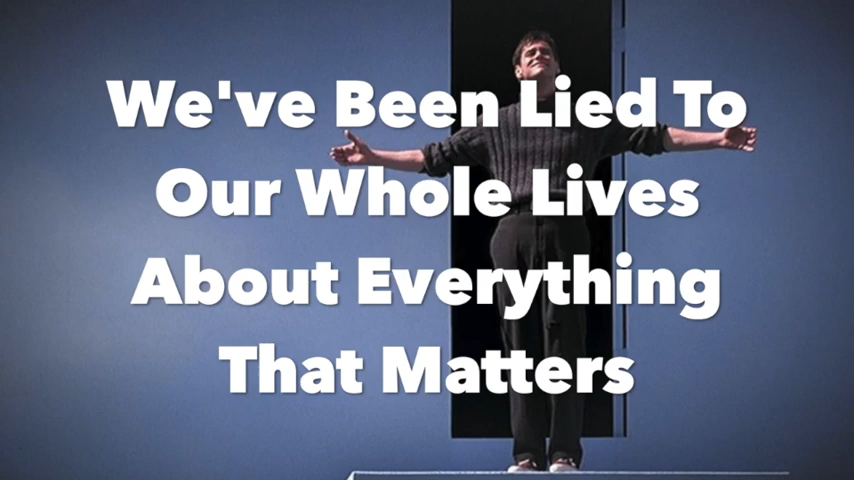 We've Been Lied To
Our Whole Lives
About Everything
That Matters